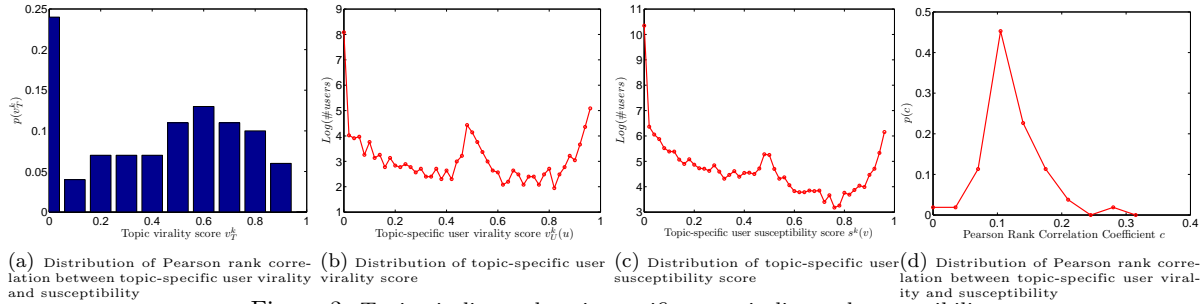 0.25
0.2
0.15
0.1
0.05
0
p(v_T^k)
0 0.2 0.4 0.6 0.8 1
Topic virality score v_T^k
9
8
7
6
5
4
3
2
1
Log(#users)
0 0.2 0.4 0.6 0.8 1
Topic-specific user virality score v_U^k(u)
11
10
9
8
7
6
5
4
3
2
Log(#users)
0 0.2 0.4 0.6 0.8 1
Topic-specific user susceptibility score s^k(v)
0.5
0.4
0.3
0.2
0.1
0
p(c)
0 0.1 0.2 0.3 0.4
Pearson Rank Correlation Coefficient c
(a) Distribution of Pearson rank corre-
lation between topic-specific user virality
and susceptibility
(b) Distribution of topic-specific user
virality score
(c) Distribution of topic-specific user
susceptibility score
(d) Distribution of Pearson rank corre-
lation between topic-specific user viral-
ity and susceptibility